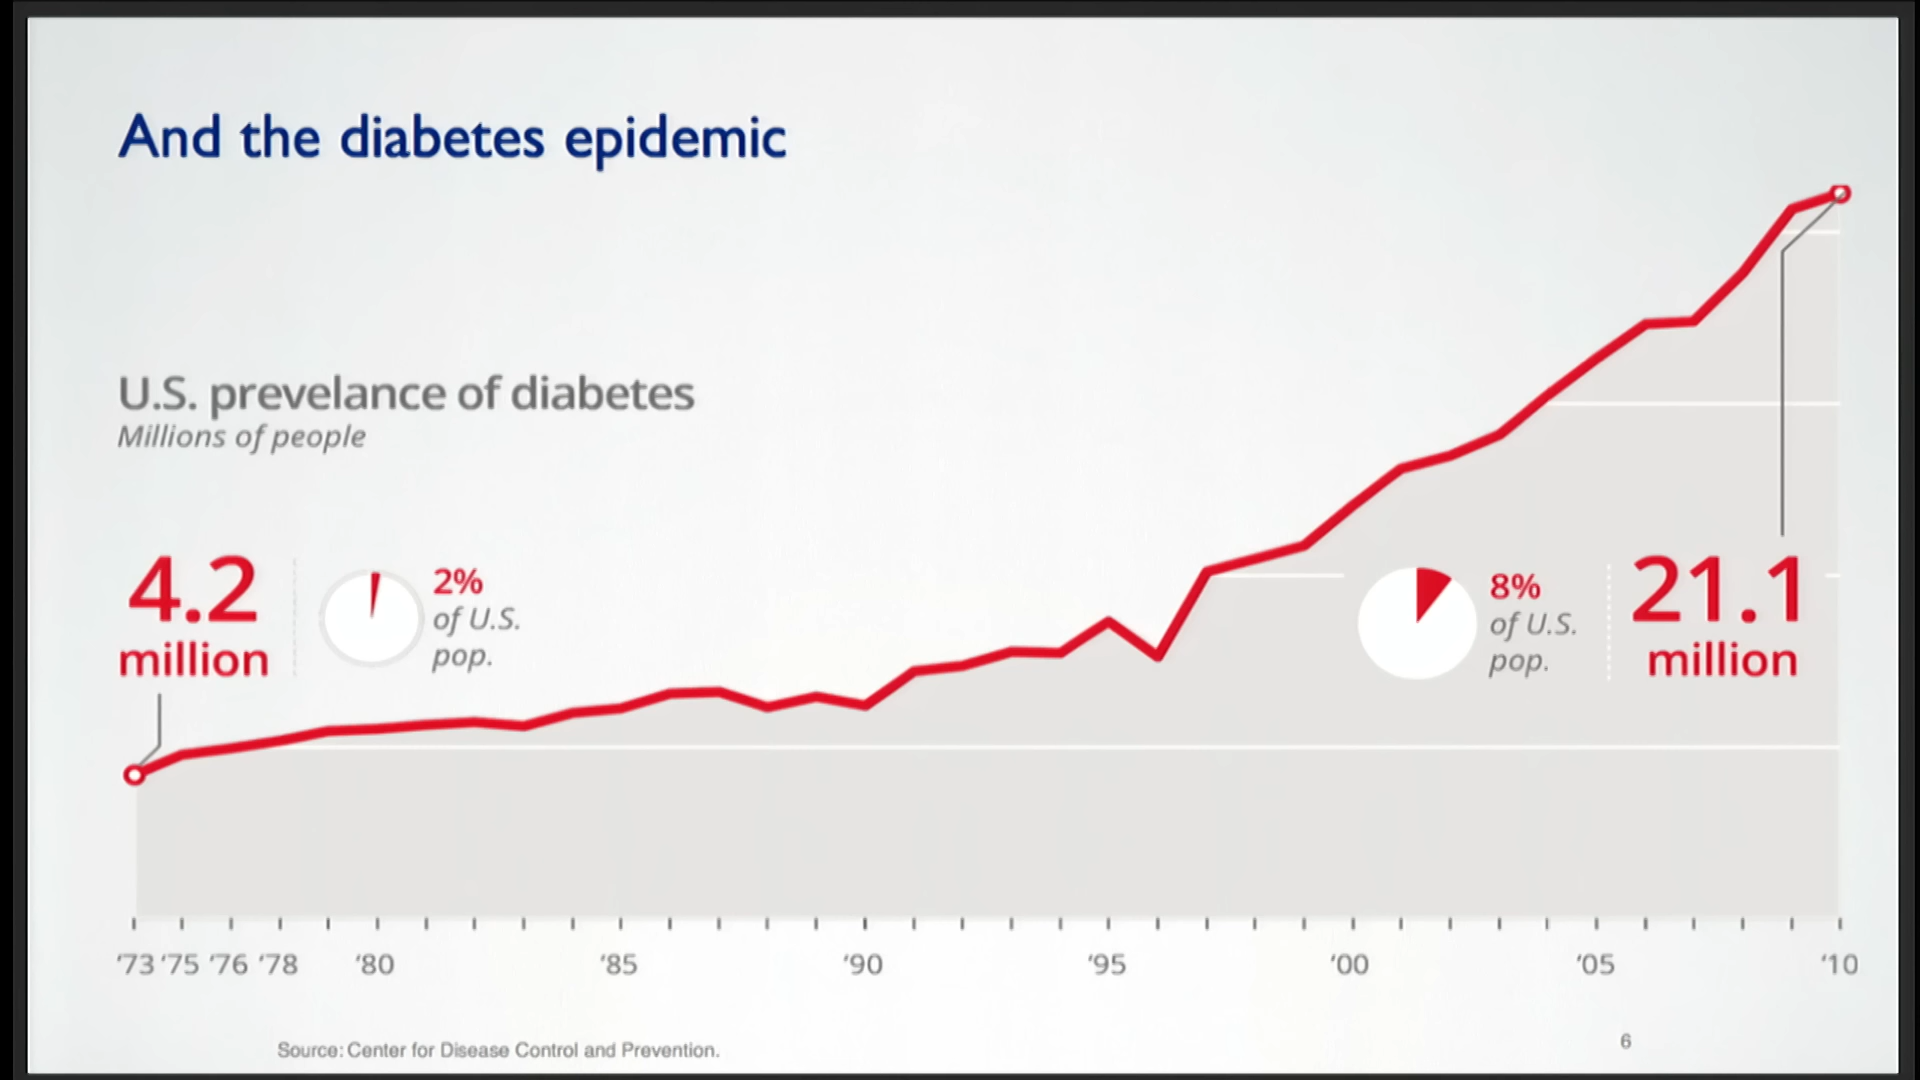 And the diabetes epidemic
U.S. prevelance of diabetes
Millions of people
4.2
million
2%
of U.S.
pop.
8%
of U.S.
pop.
21.1
million
‘73 ‘75 ‘76 ‘78 ‘80 ‘85 ‘90 ‘95 ‘00 ‘05 ‘10
Source: Center for Disease Control and Prevention.
6